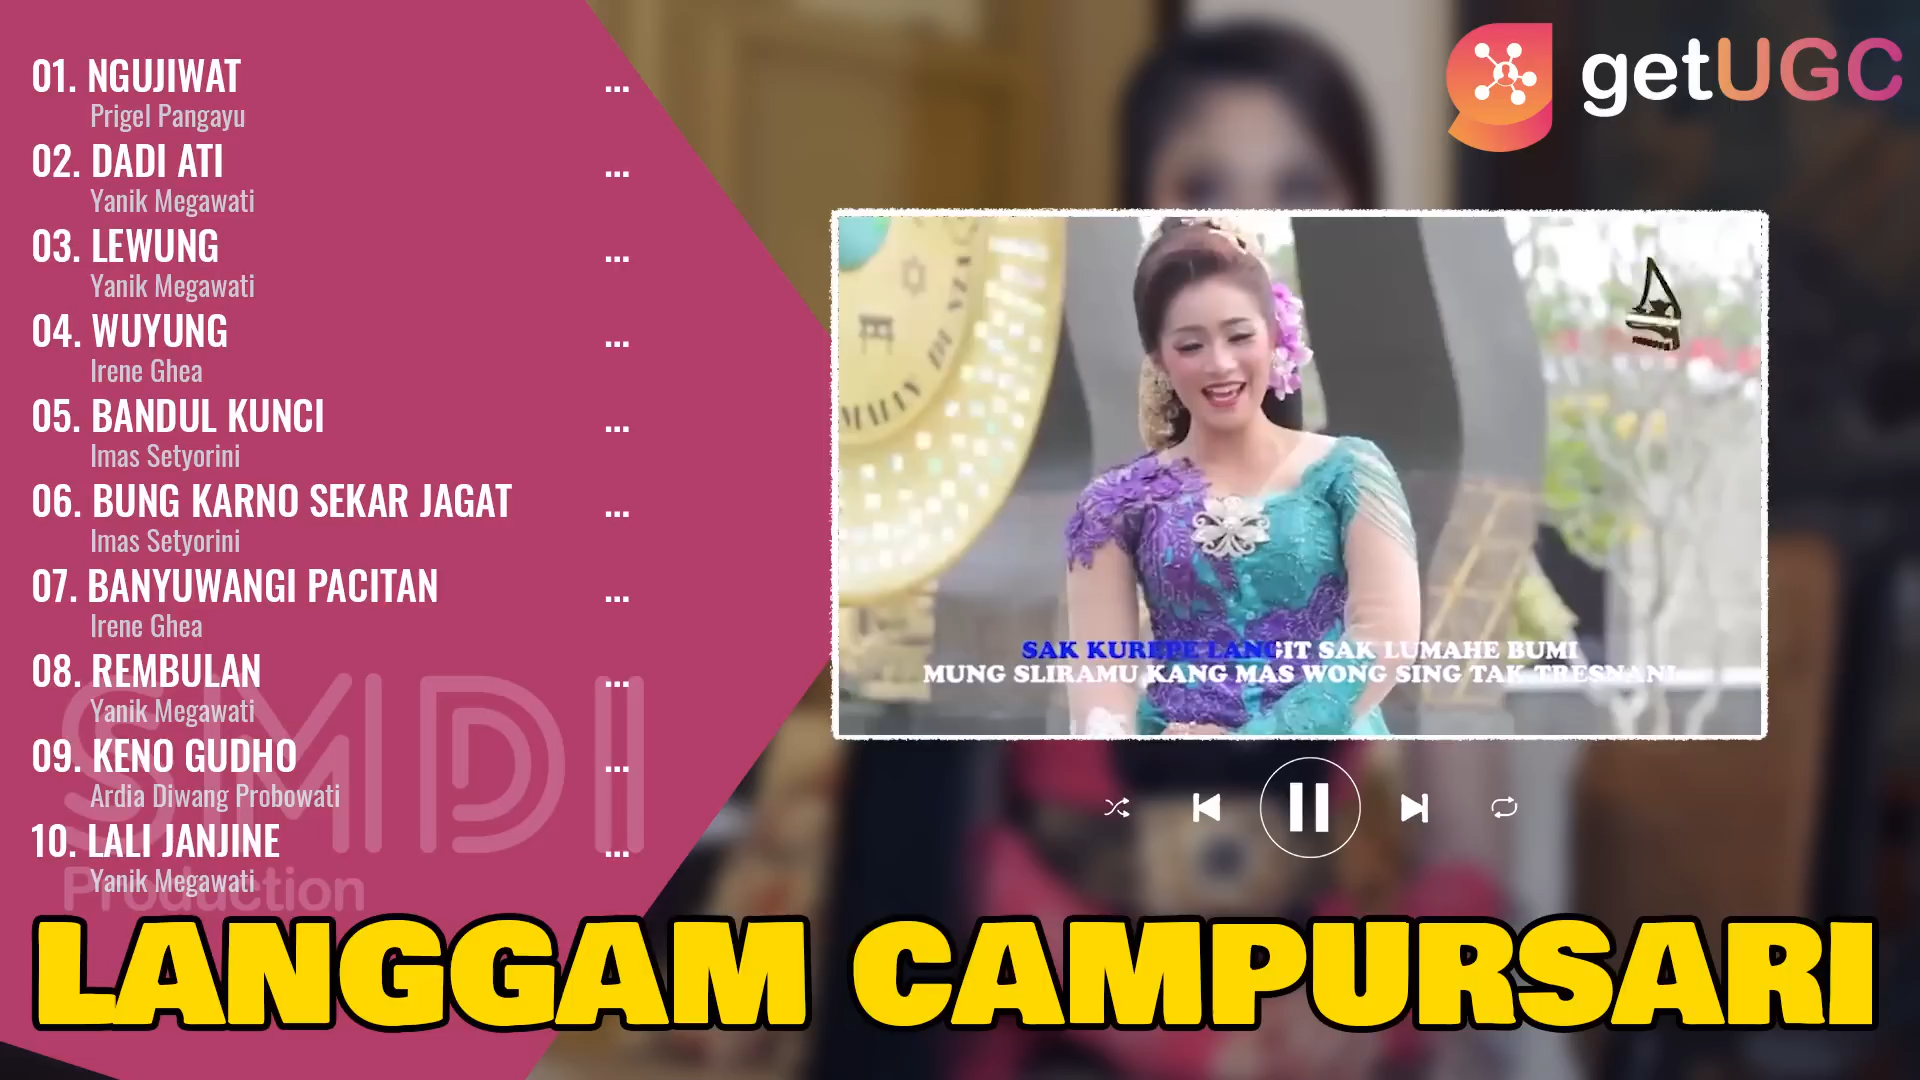 01. NGUJIWAT ...
Prigel Pangayu
02. DADI ATI ...
Yanik Megawati
03. LEWUNG ...
Yanik Megawati
04. WUYUNG ...
Irene Ghea
05. BANDUL KUNCI ...
Imas Setyorini
06. BUNG KARNO SEKAR JAGAT ...
Imas Setyorini
07. BANYUWANGI PACITAN ...
Irene Ghea
08. REMBULAN ...
Yanik Megawati
09. KENO GUDHO ...
Ardia Diwang Probowati
10. LALI JANJINE ...
Yanik Megawati
SMDI
Production
getUGC
SAK KUREPE LANGIT SAK LUMAHE BUMI
MUNG SLIRAMU KANG MAS WONG SING TAK TRESNANI
LANGGAM CAMPURSARI